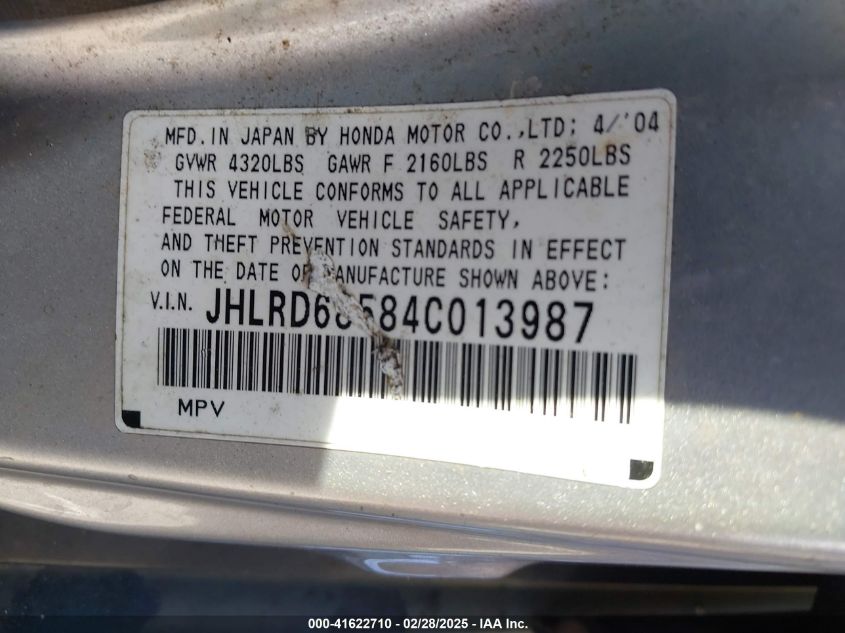 MFD. IN JAPAN BY HONDA MOTOR CO.,LTD; 4/'04
GVWR 4320LBS GAWR F 2160LBS R 2250LBS
THIS VEHICLE CONFORMS TO ALL APPLICABLE
FEDERAL MOTOR VEHICLE SAFETY,
AND THEFT PREVENTION STANDARDS IN EFFECT
ON THE DATE OF MANUFACTURE SHOWN ABOVE:
V.I.N.
MPV
000-41622710 - 02/28/2025 - © IAA Inc.